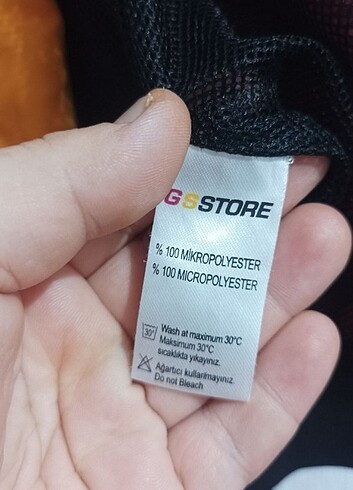 GSSTORE
% 100 MİKROPOLYESTER
% 100 MICROPOLYESTER
30°
Wash at maximum 30°C
Maksimum 30°C
sıcaklıkta yıkayınız.
Ağartıcı kullanmayınız.
Do not Bleach